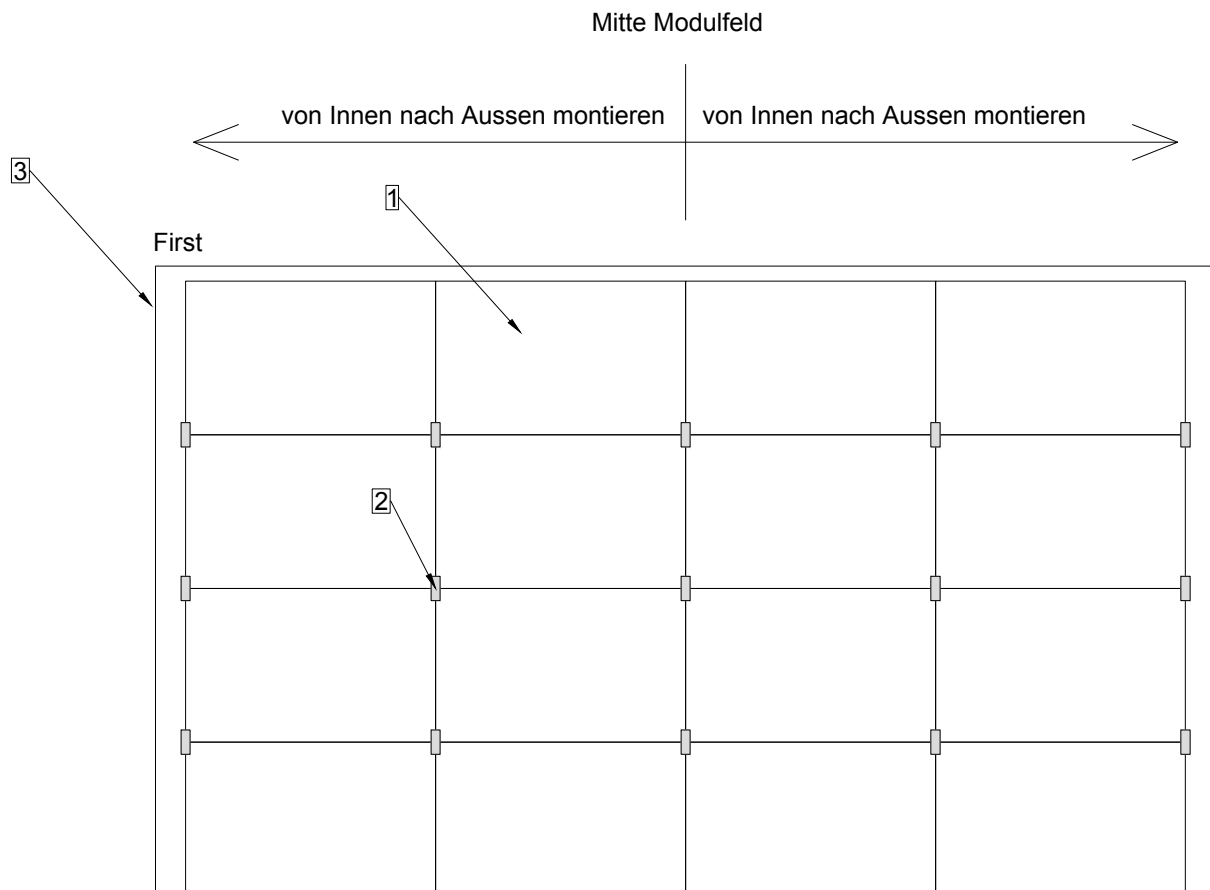 Mitte Modulfeld
von Innen nach Aussen montieren
von Innen nach Aussen montieren
3
1
First
2